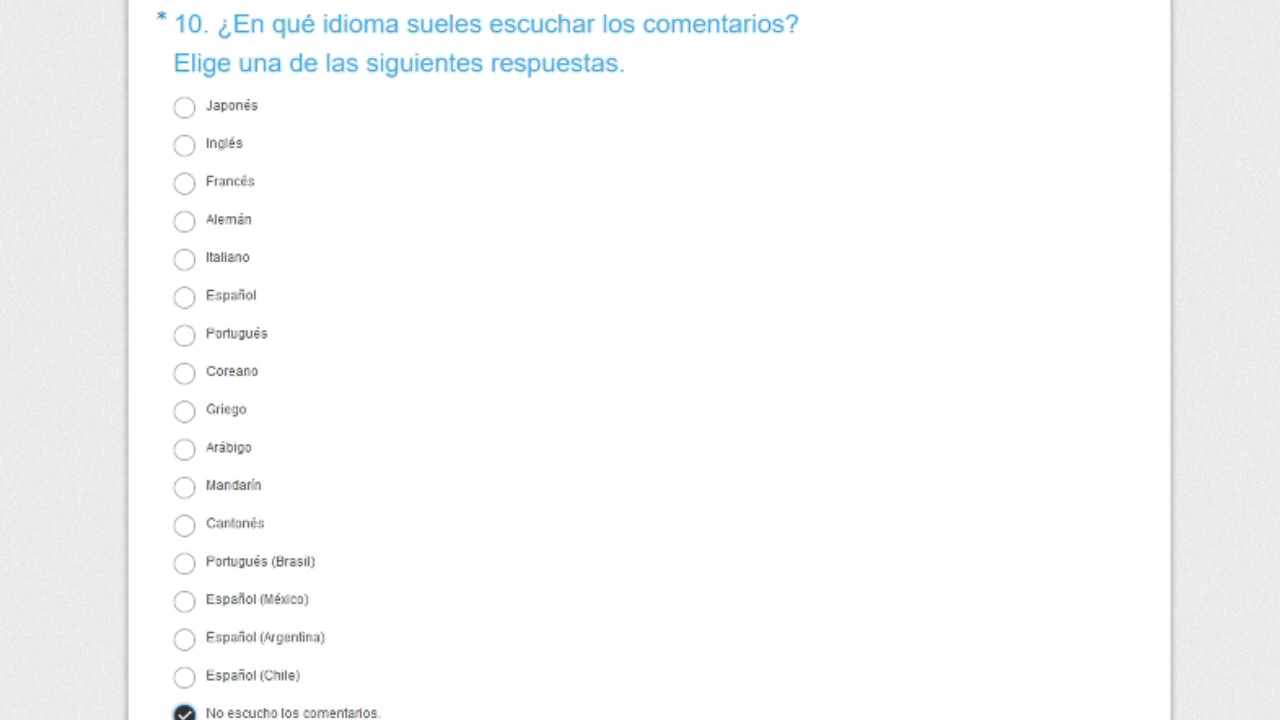 * 10. ¿En qué idioma sueles escuchar los comentarios?
Elige una de las siguientes respuestas.
Japonés
Inglés
Francés
Alemán
Italiano
Español
Portugués
Coreano
Griego
Arábigo
Mandarín
Cantonés
Portugués (Brasil)
Español (México)
Español (Argentina)
Español (Chile)
No escucho los comentarios.